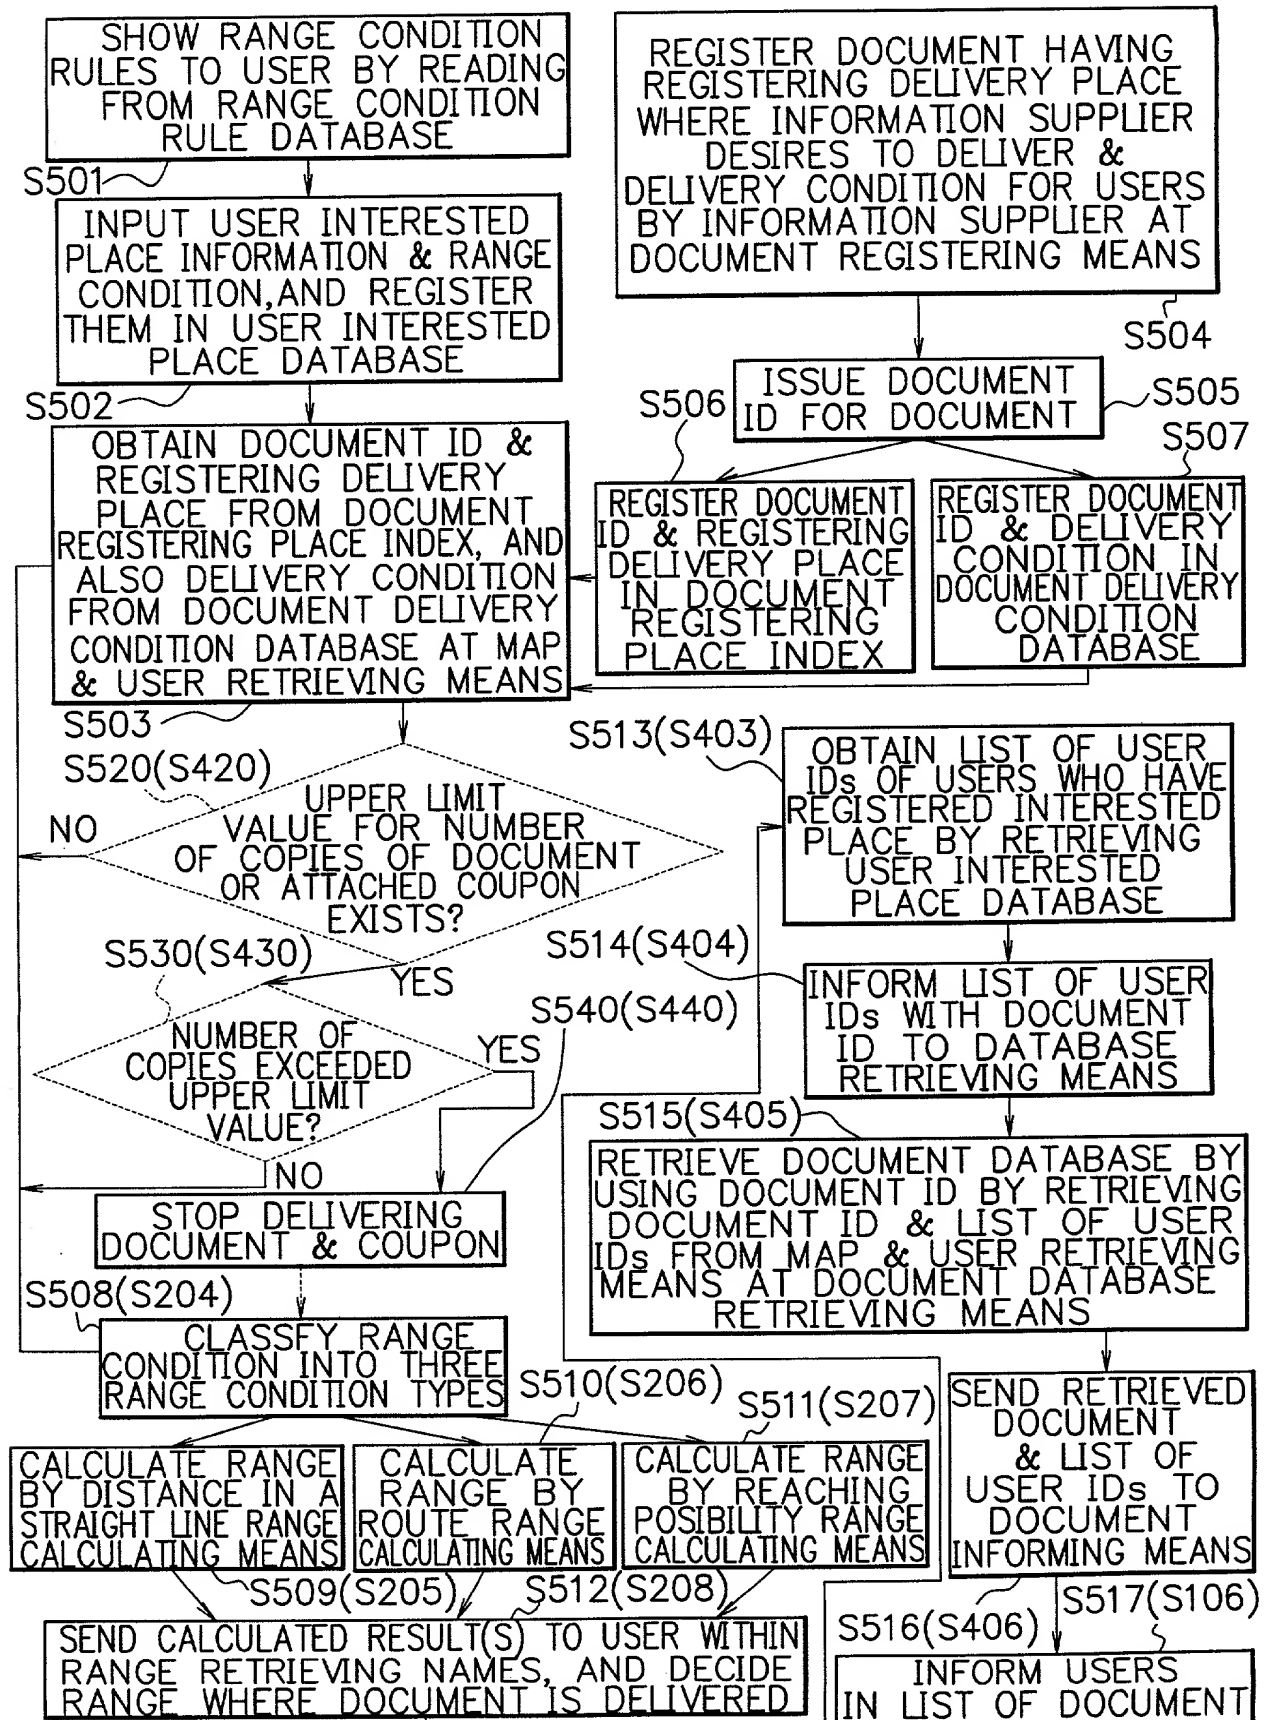 SHOW RANGE CONDITION
RULES TO USER BY READING
FROM RANGE CONDITION
RULE DATABASE
S501
INPUT USER INTERESTED
PLACE INFORMATION & RANGE
CONDITION,AND REGISTER
THEM IN USER INTERESTED
PLACE DATABASE
S502
OBTAIN DOCUMENT ID &
REGISTERING DELIVERY
PLACE FROM DOCUMENT
REGISTERING PLACE INDEX, AND
ALSO DELIVERY CONDITION
FROM DOCUMENT DELIVERY
CONDITION DATABASE AT MAP
& USER RETRIEVING MEANS
S503
REGISTER DOCUMENT HAVING
REGISTERING DELIVERY PLACE
WHERE INFORMATION SUPPLIER
DESIRES TO DELIVER &
DELIVERY CONDITION FOR USERS
BY INFORMATION SUPPLIER AT
DOCUMENT REGISTERING MEANS
S504
ISSUE DOCUMENT
ID FOR DOCUMENT
S505
S506
REGISTER DOCUMENT
ID & REGISTERING
DELIVERY PLACE
IN DOCUMENT
REGISTERING
PLACE INDEX
S507
REGISTER DOCUMENT
ID & DELIVERY
CONDITION IN
DOCUMENT DELIVERY
CONDITION
DATABASE
S520(S420)
UPPER LIMIT
VALUE FOR NUMBER
OF COPIES OF DOCUMENT
OR ATTACHED COUPON
EXISTS?
NO
YES
S530(S430)
NUMBER OF
COPIES EXCEEDED
UPPER LIMIT
VALUE?
YES
NO
S540(S440)
STOP DELIVERING
DOCUMENT & COUPON
S508(S204)
CLASSFY RANGE
CONDITION INTO THREE
RANGE CONDITION TYPES
CALCULATE RANGE
BY DISTANCE IN A
STRAIGHT LINE RANGE
CALCULATING MEANS
S509(S205)
S510(S206)
CALCULATE
RANGE BY
ROUTE RANGE
CALCULATING MEANS
S511(S207)
CALCULATE RANGE
BY REACHING
POSIBILITY RANGE
CALCULATING MEANS
S512(S208)
SEND CALCULATED RESULT(S) TO USER WITHIN
RANGE RETRIEVING NAMES, AND DECIDE
RANGE WHERE DOCUMENT IS DELIVERED
S513(S403)
OBTAIN LIST OF USER
IDs OF USERS WHO HAVE
REGISTERED INTERESTED
PLACE BY RETRIEVING
USER INTERESTED
PLACE DATABASE
S514(S404)
INFORM LIST OF USER
IDs WITH DOCUMENT
ID TO DATABASE
RETRIEVING MEANS
S515(S405)
RETRIEVE DOCUMENT DATABASE BY
USING DOCUMENT ID BY RETRIEVING
DOCUMENT ID & LIST OF USER
IDs FROM MAP & USER RETRIEVING
MEANS AT DOCUMENT DATABASE
RETRIEVING MEANS
SEND RETRIEVED
DOCUMENT
& LIST OF
USER IDs TO
DOCUMENT
INFORMING MEANS
S516(S406)
S517(S106)
INFORM USERS
IN LIST OF DOCUMENT